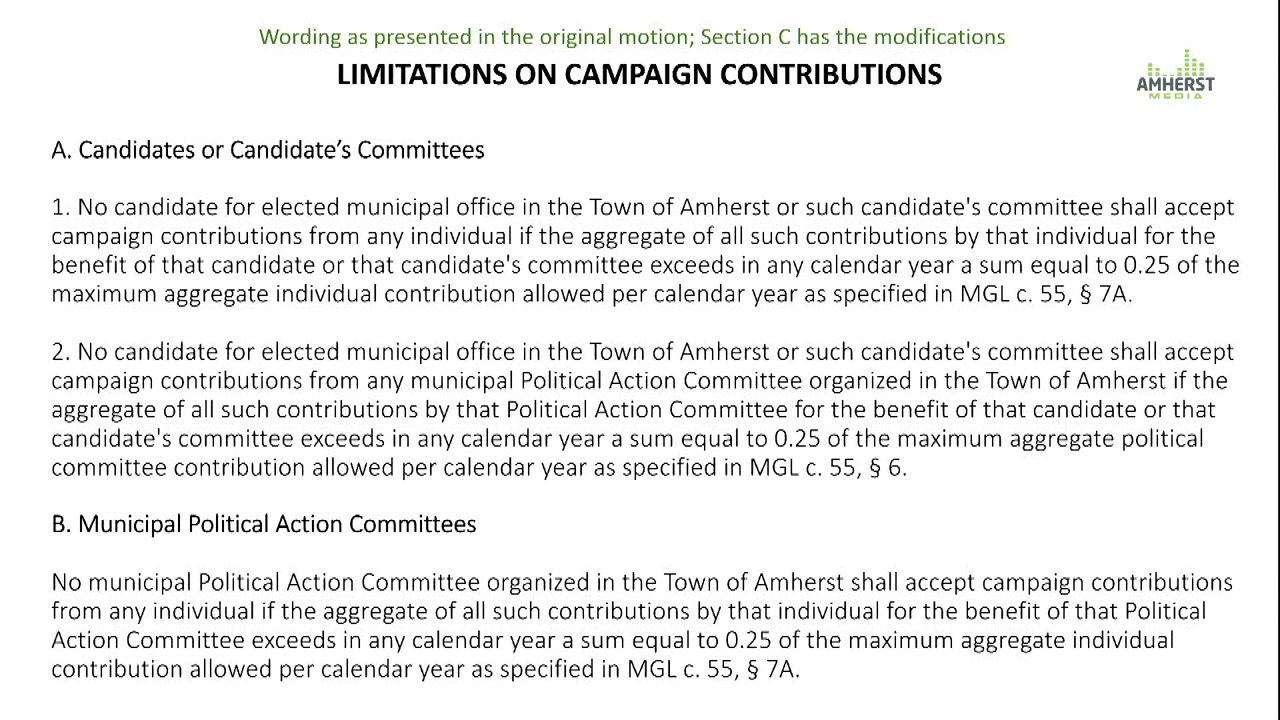 Wording as presented in the original motion; Section C has the modifications
LIMITATIONS ON CAMPAIGN CONTRIBUTIONS
AMHERST
MEDIA
A. Candidates or Candidate’s Committees
1. No candidate for elected municipal office in the Town of Amherst or such candidate's committee shall accept
campaign contributions from any individual if the aggregate of all such contributions by that individual for the
benefit of that candidate or that candidate's committee exceeds in any calendar year a sum equal to 0.25 of the
maximum aggregate individual contribution allowed per calendar year as specified in MGL c. 55, § 7A.
2. No candidate for elected municipal office in the Town of Amherst or such candidate's committee shall accept
campaign contributions from any municipal Political Action Committee organized in the Town of Amherst if the
aggregate of all such contributions by that Political Action Committee for the benefit of that candidate or that
candidate's committee exceeds in any calendar year a sum equal to 0.25 of the maximum aggregate political
committee contribution allowed per calendar year as specified in MGL c. 55, § 6.
B. Municipal Political Action Committees
No municipal Political Action Committee organized in the Town of Amherst shall accept campaign contributions
from any individual if the aggregate of all such contributions by that individual for the benefit of that Political
Action Committee exceeds in any calendar year a sum equal to 0.25 of the maximum aggregate individual
contribution allowed per calendar year as specified in MGL c. 55, § 7A.